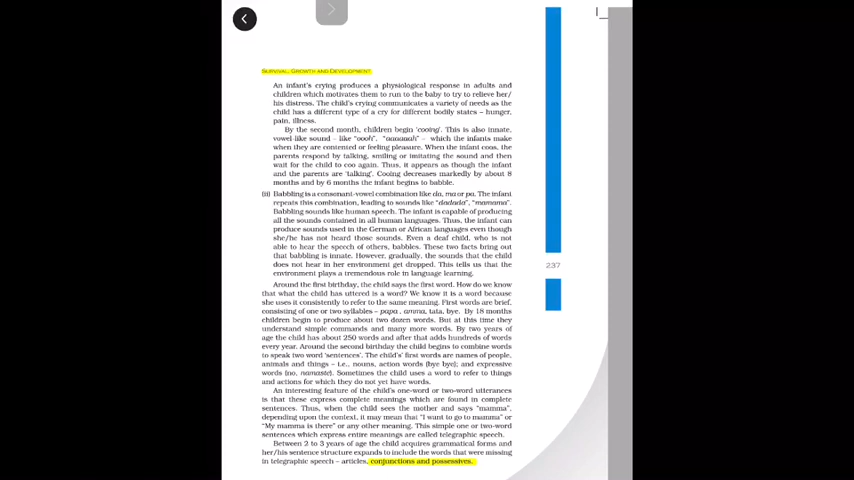 SURVIVAL, GROWTH AND DEVELOPMENT
An infant's crying produces a physiological response in adults and
children which motivates them to run to the baby to try to relieve her/
his distress. The child's crying communicates a variety of needs as the
child has a different type of a cry for different bodily states – hunger,
pain, illness.
By the second month, children begin 'cooing'. This is also innate,
vowel like sound - like "oooh", "aaaaah" – which the infants make
when they are contented or feeling pleasure. When the infant coos, the
parents respond by talking, smiling or imitating the sound and then
wait for the child to coo again. Thus, it appears as though the infant
and the parents are 'talking'. Cooing decreases markedly by about 8
months and by 6 months the infant begins to babble.
(ii) Babbling is a consonant-vowel combination like da, ma or pa. The infant
repeats this combination, leading to sounds like "dadada", "mamama".
Babbling sounds like human speech. The infant is capable of producing
all the sounds contained in all human languages. Thus, the infant can
produce sounds used in the German or African languages even though
she/he has not heard those sounds. Even a deaf child, who is not
able to hear the speech of others, babbles. These two facts bring out
that babbling is innate. However, gradually, the sounds that the child
does not hear in her environment get dropped. This tells us that the
environment plays a tremendous role in language learning.
Around the first birthday, the child says the first word. How do we know
that what the child has uttered is a word? We know it is a word because
she uses it consistently to refer to the same meaning. First words are brief,
consisting of one or two syllables – papa , amma, tata, bye. By 18 months
children begin to produce about two dozen words. But at this time they
understand simple commands and many more words. By two years of
age the child has about 250 words and after that adds hundreds of words
every year. Around the second birthday the child begins to combine words
to speak two word 'sentences'. The child's' first words are names of people,
animals and things – i.e., nouns, action words (bye bye); and expressive
words (no, namaste). Sometimes the child uses a word to refer to things
and actions for which they do not yet have words.
An interesting feature of the child's one-word or two-word utterances
is that these express complete meanings which are found in complete
sentences. Thus, when the child sees the mother and says "mamma",
depending upon the context, it may mean that "I want to go to mamma" or
"My mamma is there" or any other meaning. This simple one or two-word
sentences which express entire meanings are called telegraphic speech.
Between 2 to 3 years of age the child acquires grammatical forms and
her/his sentence structure expands to include the words that were missing
in telegraphic speech – articles, conjunctions and possessives.
237